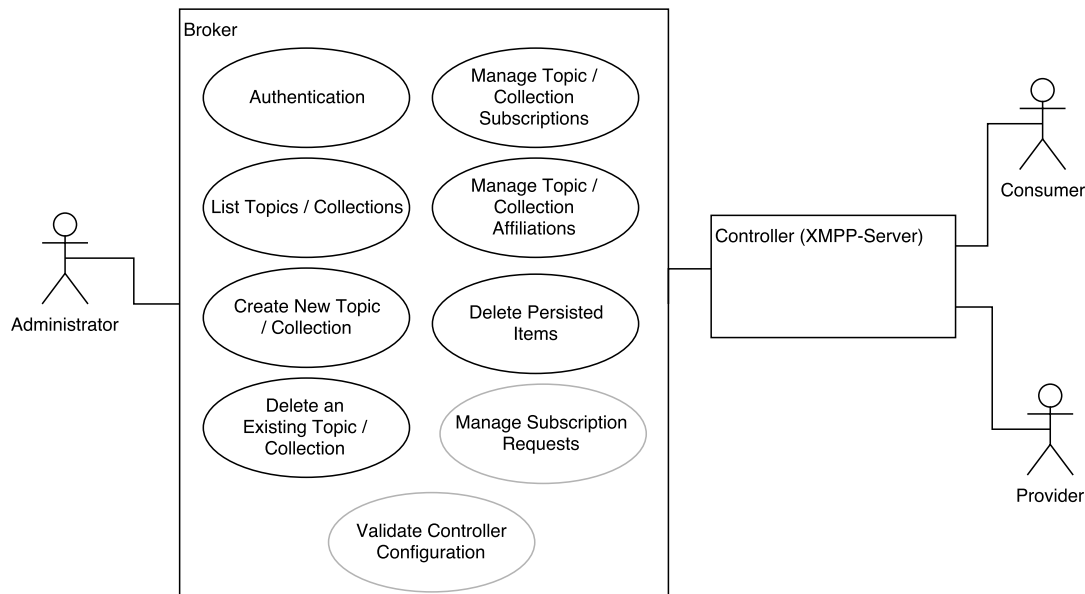 Broker
Authentication
Manage Topic /
Collection
Subscriptions
List Topics / Collections
Manage Topic /
Collection
Affiliations
Create New Topic
/ Collection
Delete Persisted
Items
Delete an
Existing Topic /
Collection
Manage Subscription
Requests
Validate Controller
Configuration
Administrator
Controller (XMPP-Server)
Consumer
Provider